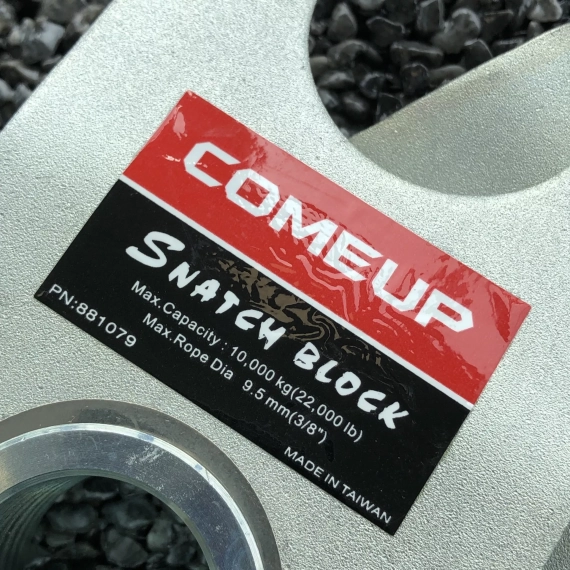 COMEUP
SNATCH BLOCK
Max.Capacity : 10,000 kg(22,000 lb)
Max.Rope Dia 9.5 mm(3/8")
PN:881079
MADE IN TAIWAN